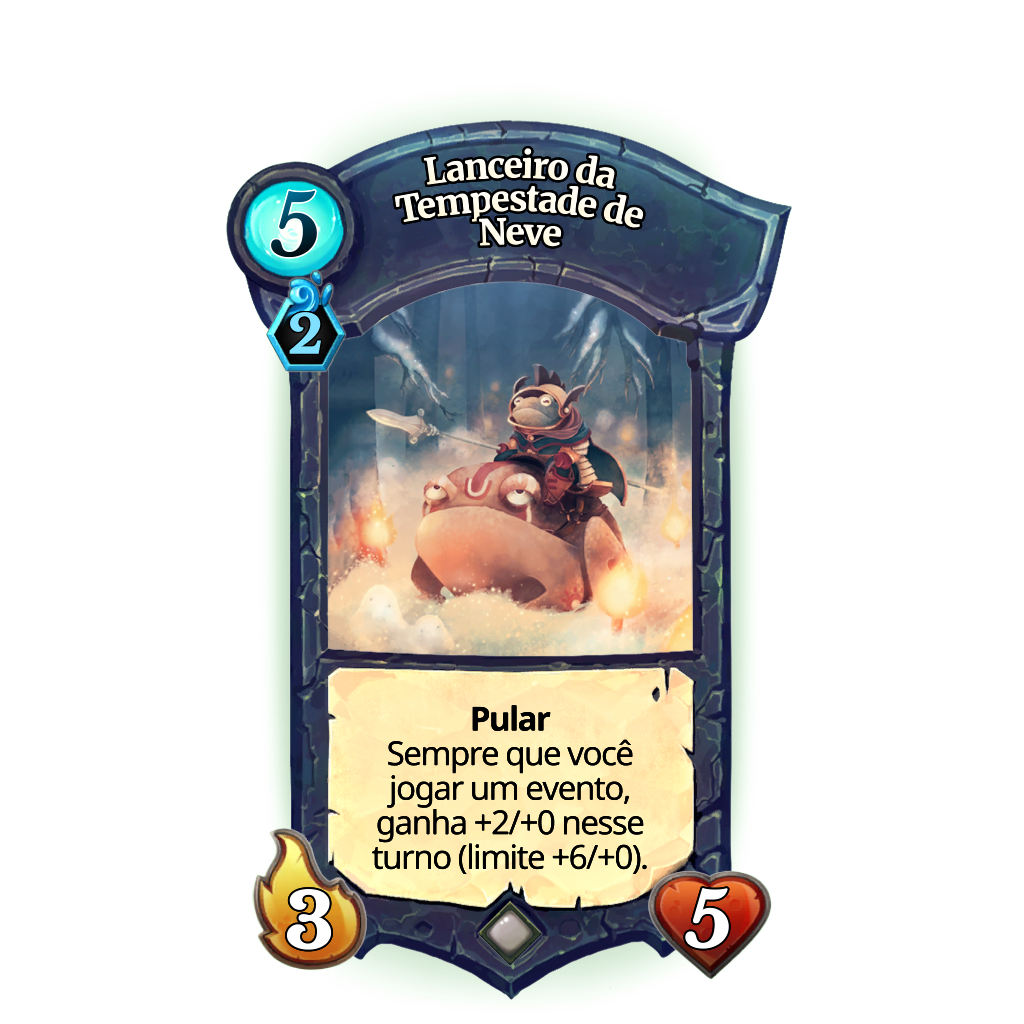 5
Lanceiro da
Tempestade de
Neve
2
Pular
Sempre que você
jogar um evento,
ganha +2/+0 nesse
turno (limite +6/+0).
3
5